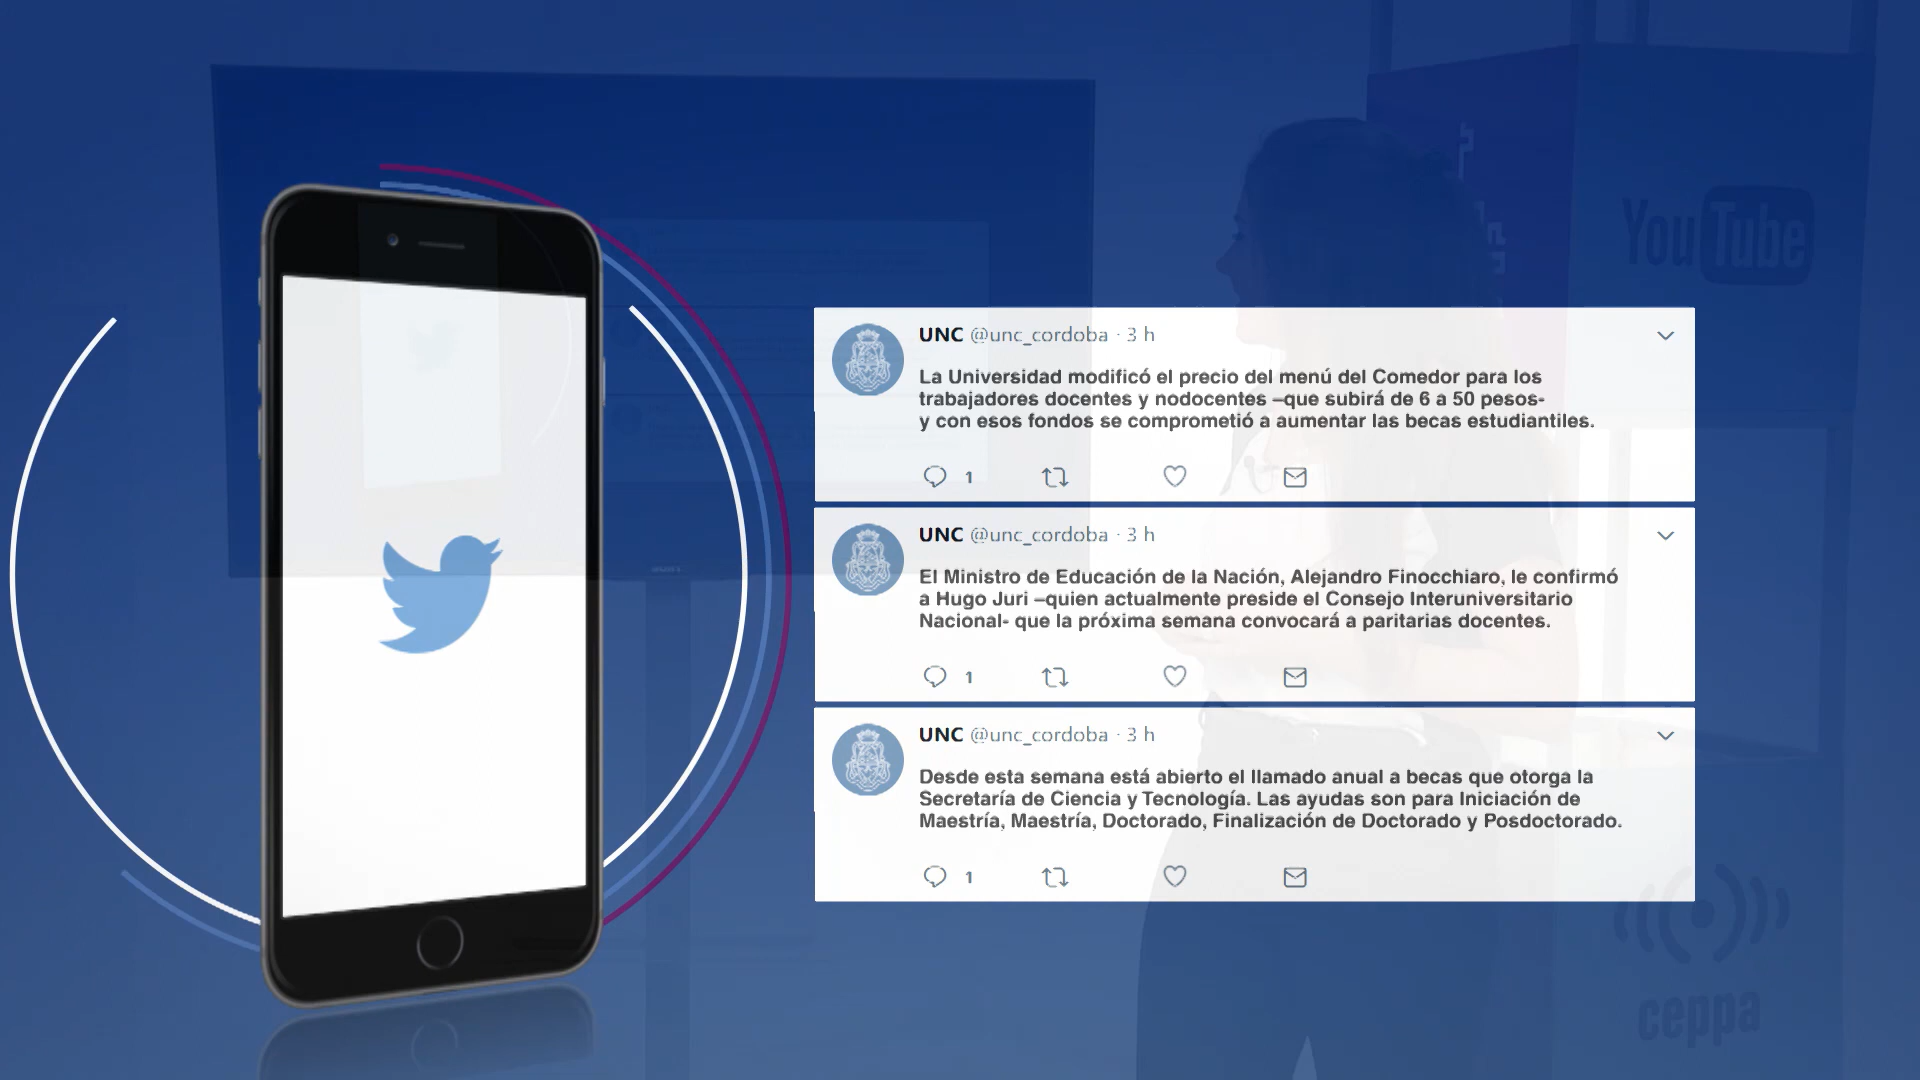 YouTube
UNC @unc_cordoba · 3 h
La Universidad modificó el precio del menú del Comedor para los
trabajadores docentes y nodocentes –que subirá de 6 a 50 pesos-
y con esos fondos se comprometió a aumentar las becas estudiantiles.
1
UNC @unc_cordoba · 3 h
El Ministro de Educación de la Nación, Alejandro Finocchiaro, le confirmó
a Hugo Juri –quien actualmente preside el Consejo Interuniversitario
Nacional- que la próxima semana convocará a paritarias docentes.
1
UNC @unc_cordoba · 3 h
Desde esta semana está abierto el llamado anual a becas que otorga la
Secretaría de Ciencia y Tecnología. Las ayudas son para Iniciación de
Maestría, Maestría, Doctorado, Finalización de Doctorado y Posdoctorado.
1
ceppa